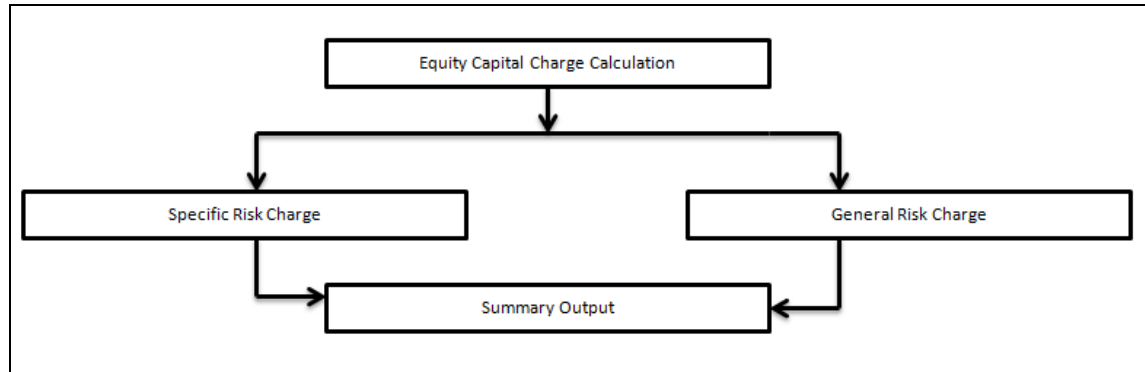 Equity Capital Charge Calculation
Specific Risk Charge
General Risk Charge
Summary Output